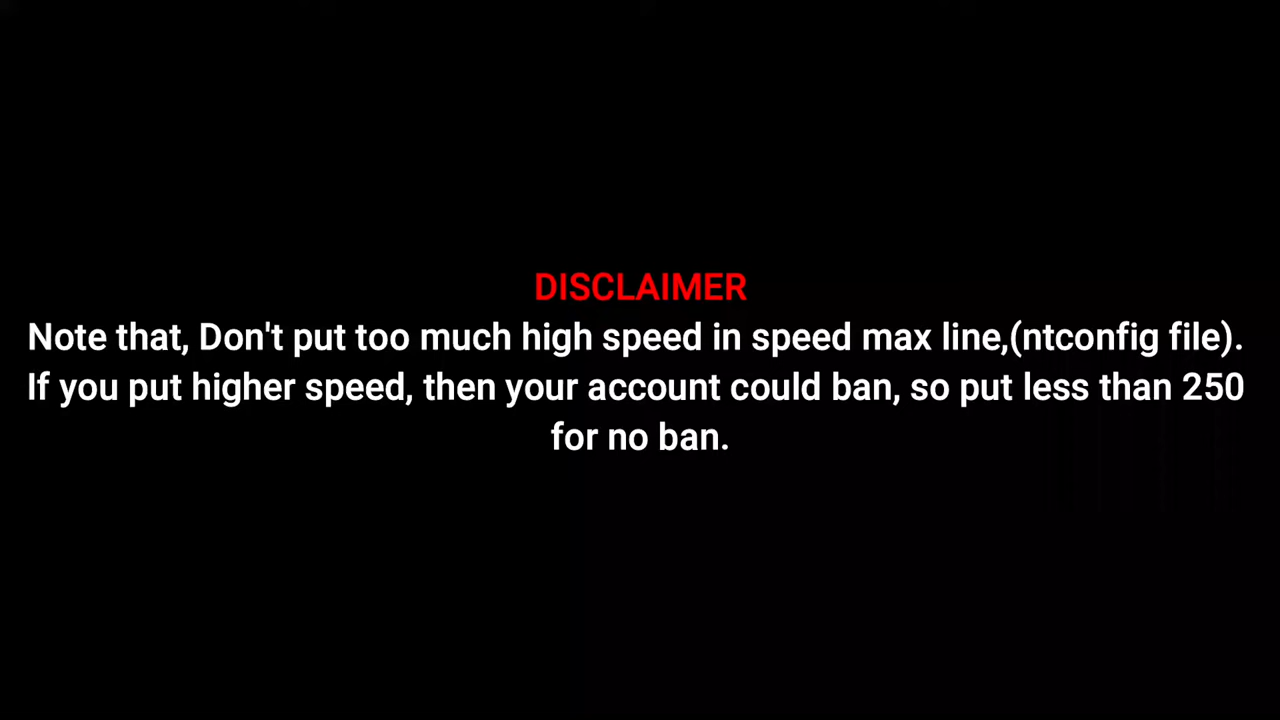 DISCLAIMER
Note that, Don't put too much high speed in speed max line,(ntconfig file).
If you put higher speed, then your account could ban, so put less than 250
for no ban.